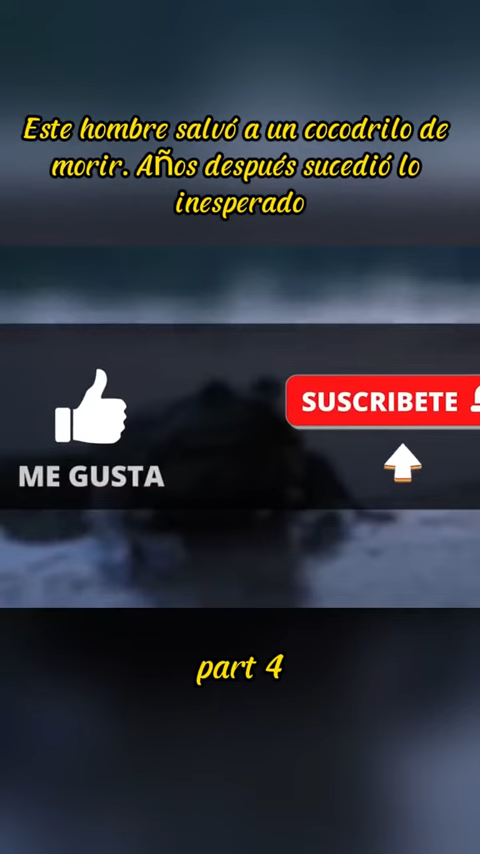 Este hombre salvó a un cocodrilo de
morir. Años después sucedió lo
inesperado
ME GUSTA
SUSCRIBETE
part 4